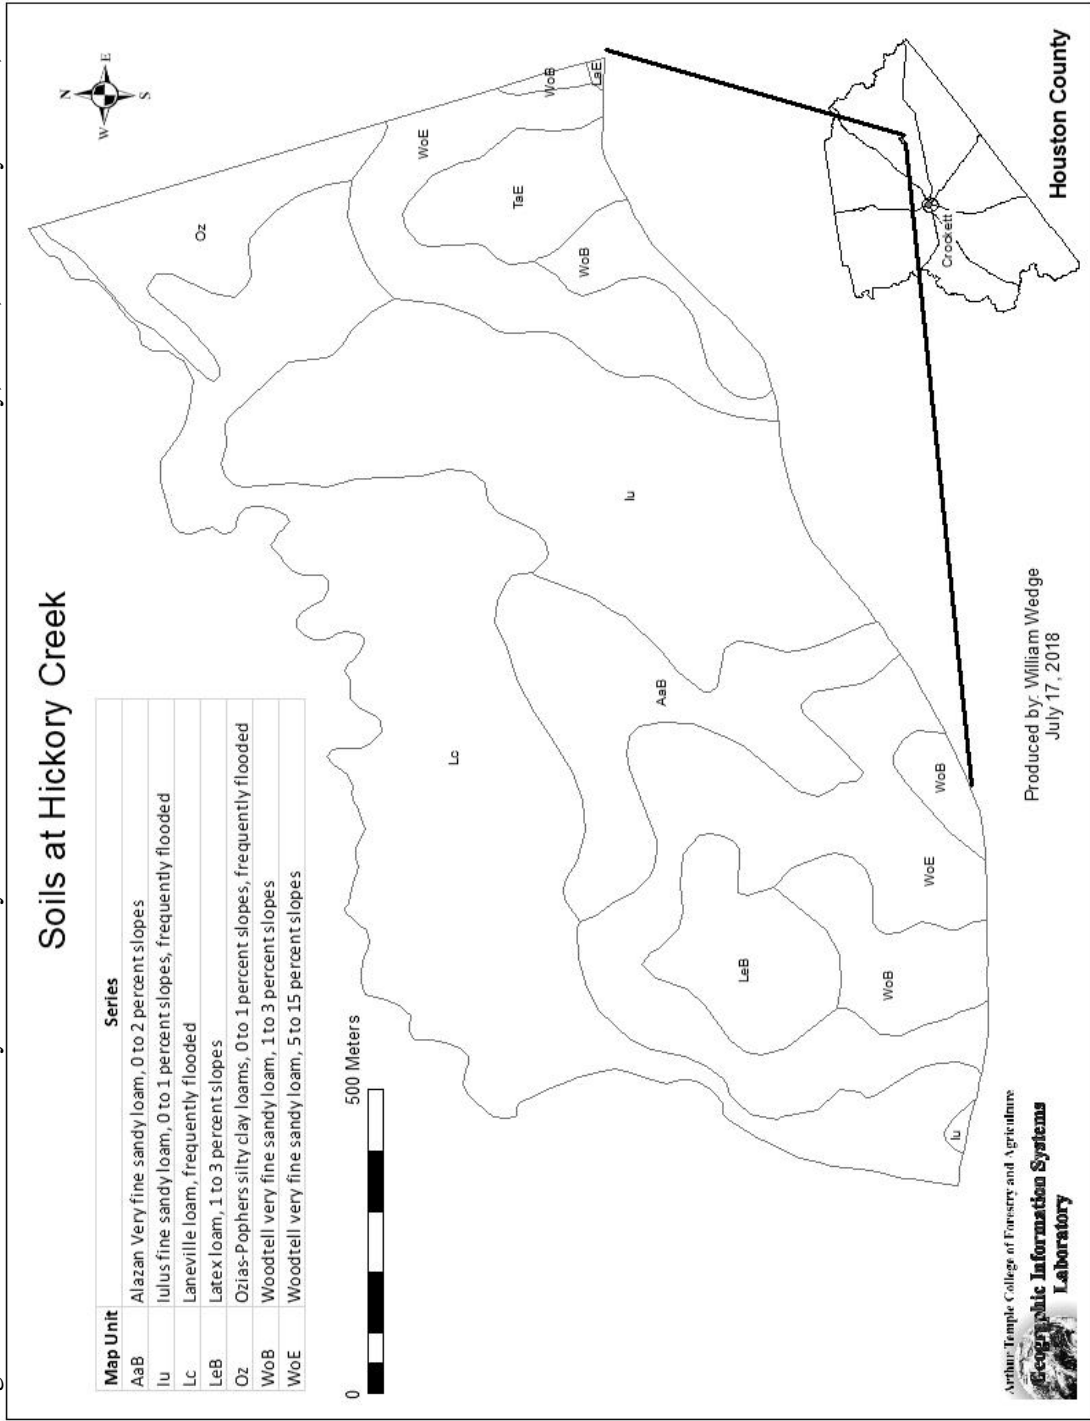 Soils at Hickory Creek
N
W
E
S
Map Unit Series
AaB Alazan Very fine sandy loam, 0 to 2 percent slopes
Iu Iulus fine sandy loam, 0 to 1 percent slopes, frequently flooded
Lc Laneville loam, frequently flooded
LeB Latex loam, 1 to 3 percent slopes
Oz Ozias-Pophers silty clay loams, 0 to 1 percent slopes, frequently flooded
WoB Woodtell very fine sandy loam, 1 to 3 percent slopes
WoE Woodtell very fine sandy loam, 5 to 15 percent slopes
0 500 Meters
Oz
WoE
WoB
LaE
TaE
WoB
Iu
Lc
AaB
WoB
WoE
LeB
WoB
Iu
Crockett
Houston County
Produced by: William Wedge
July 17, 2018
Arthur Temple College of Forestry and Agriculture
Geographic Information Systems
Laboratory